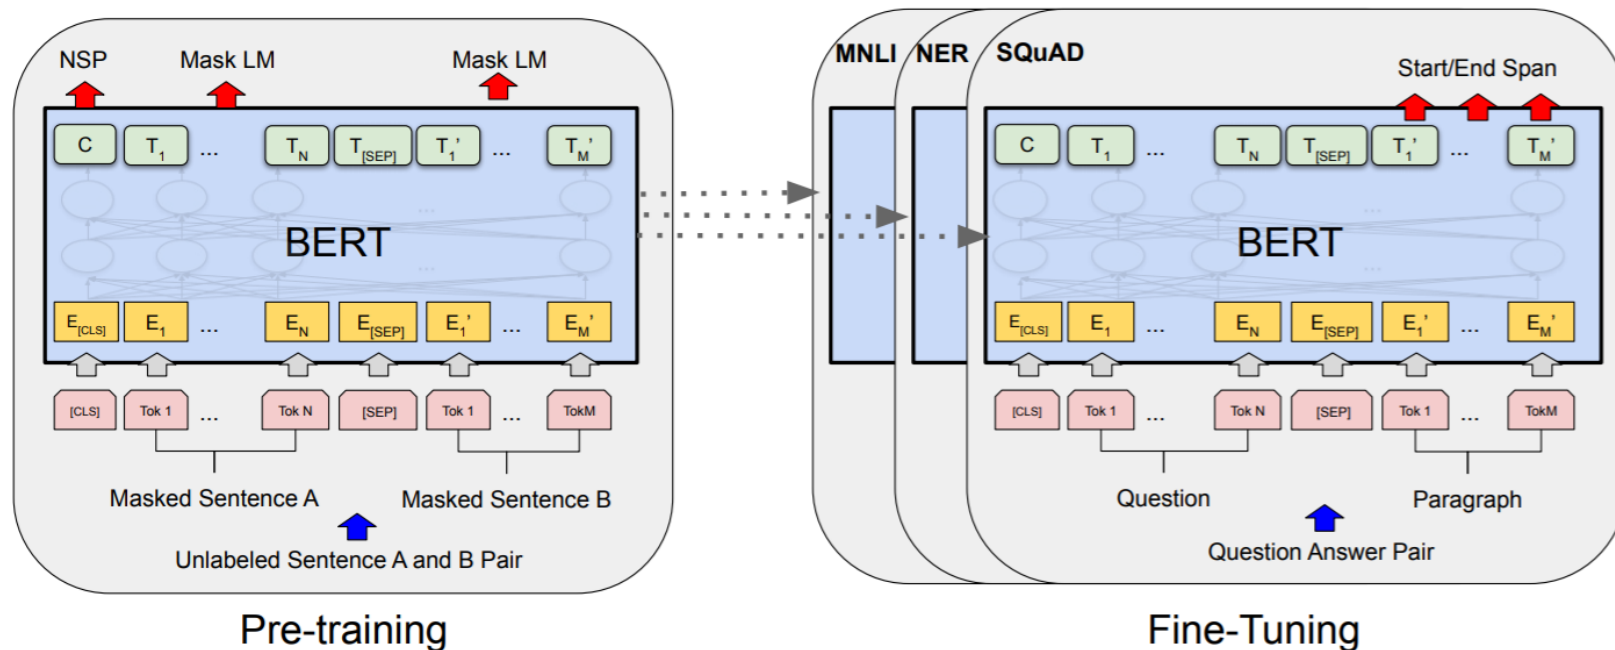 NSP Mask LM Mask LM
C T1 ... TN T[SEP] T1' ... TM'
...
BERT
...
E[CLS] E1 ... EN E[SEP] E1' ... EM'
[CLS] Tok 1 ... Tok N [SEP] Tok 1 ... TokM
Masked Sentence A Masked Sentence B
Unlabeled Sentence A and B Pair
Pre-training
MNLI NER SQuAD
Start/End Span
C T1 ... TN T[SEP] T1' ... TM'
...
BERT
...
E[CLS] E1 ... EN E[SEP] E1' ... EM'
[CLS] Tok 1 ... Tok N [SEP] Tok 1 ... TokM
Question Paragraph
Question Answer Pair
Fine-Tuning